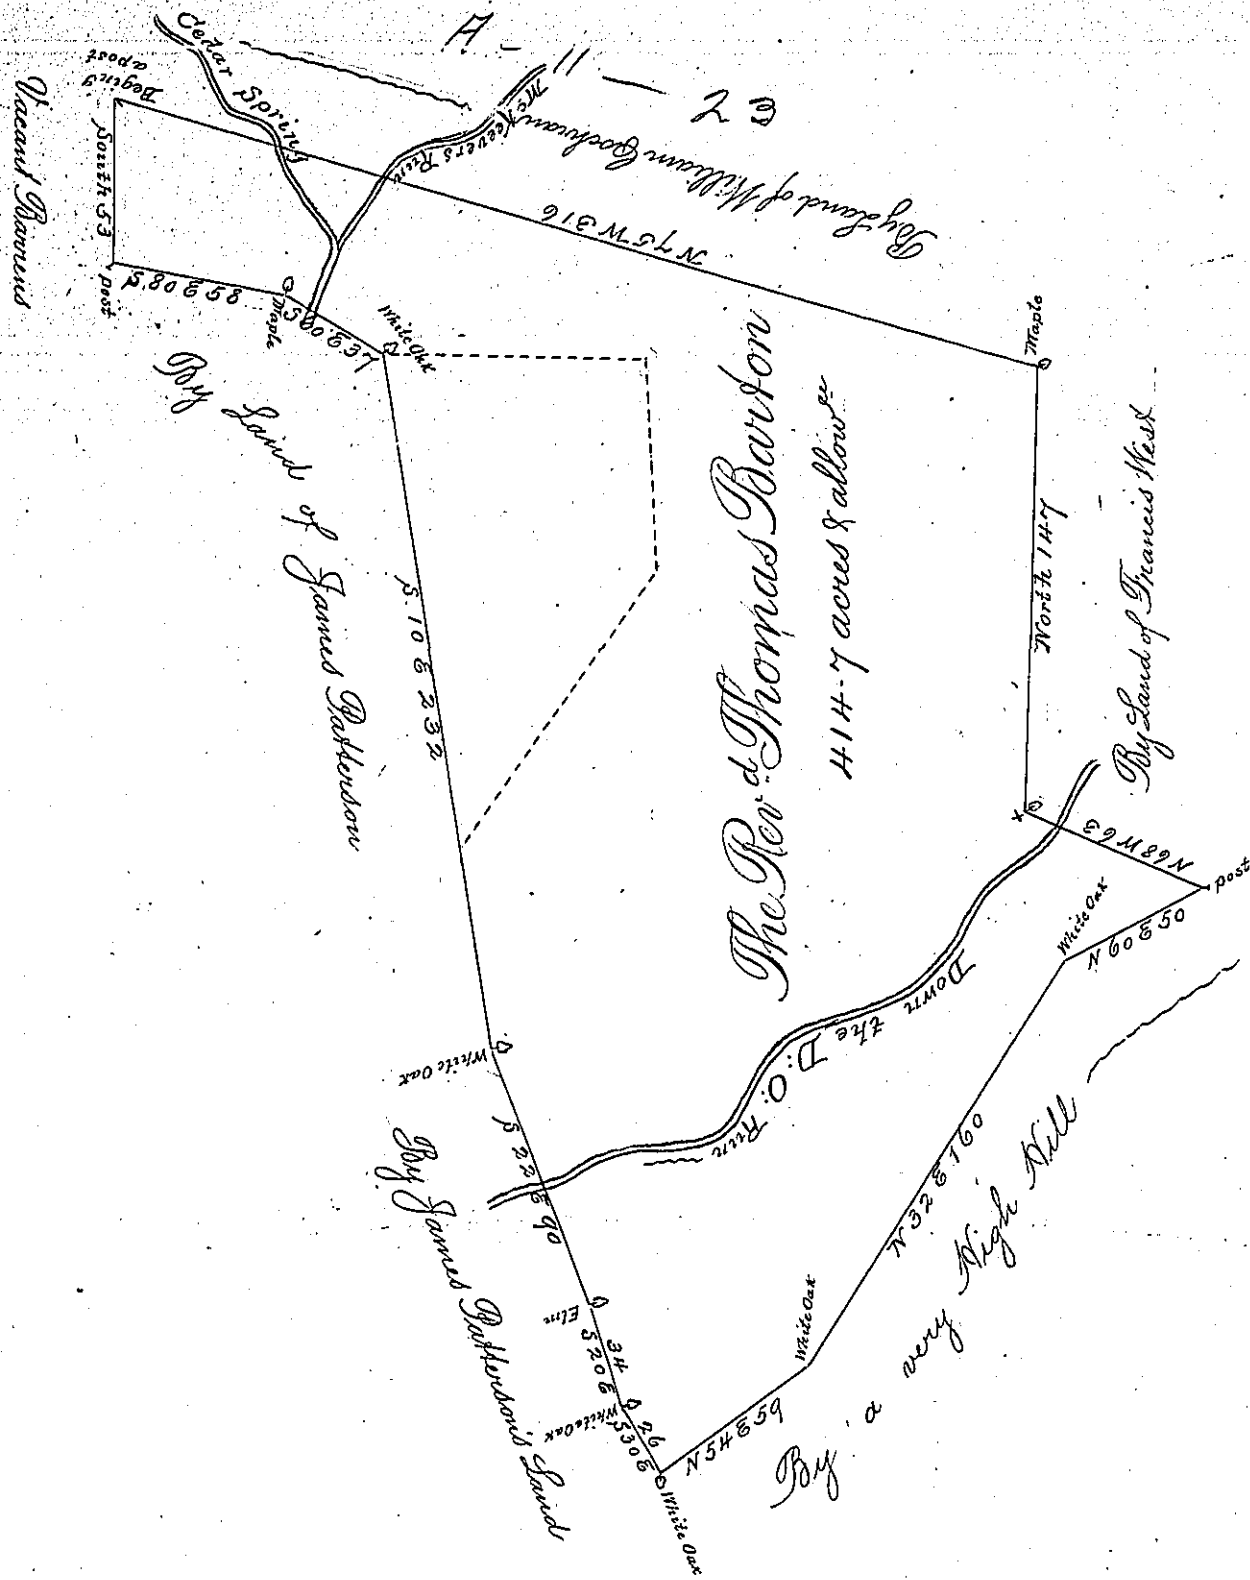 A - 11 - 23
Cedar Springs
McKeevers Run
Begin'g
a post
South 53
Vacant Barrens
post
S 80 E 58
Maple
S 60 E 37
White Oak
By Land of William Cochran
N 75 W 316
Maple
North 147
By Land of Francis West
The Revd. Thomas Barton
414-7 acres & allowce
By Land of James Patterson
S. 10 E 232
White Oak
S 22 E 90
By James Patterson's Land
Elm
S 20 E
34
White Oak
S 30 E
26
White Oak
N 54 E 59
White Oak
N 32 E 160
White Oak
N 60 E 50
post
N 68 W 63
x
Down the D: O: Run
By a very High Hill